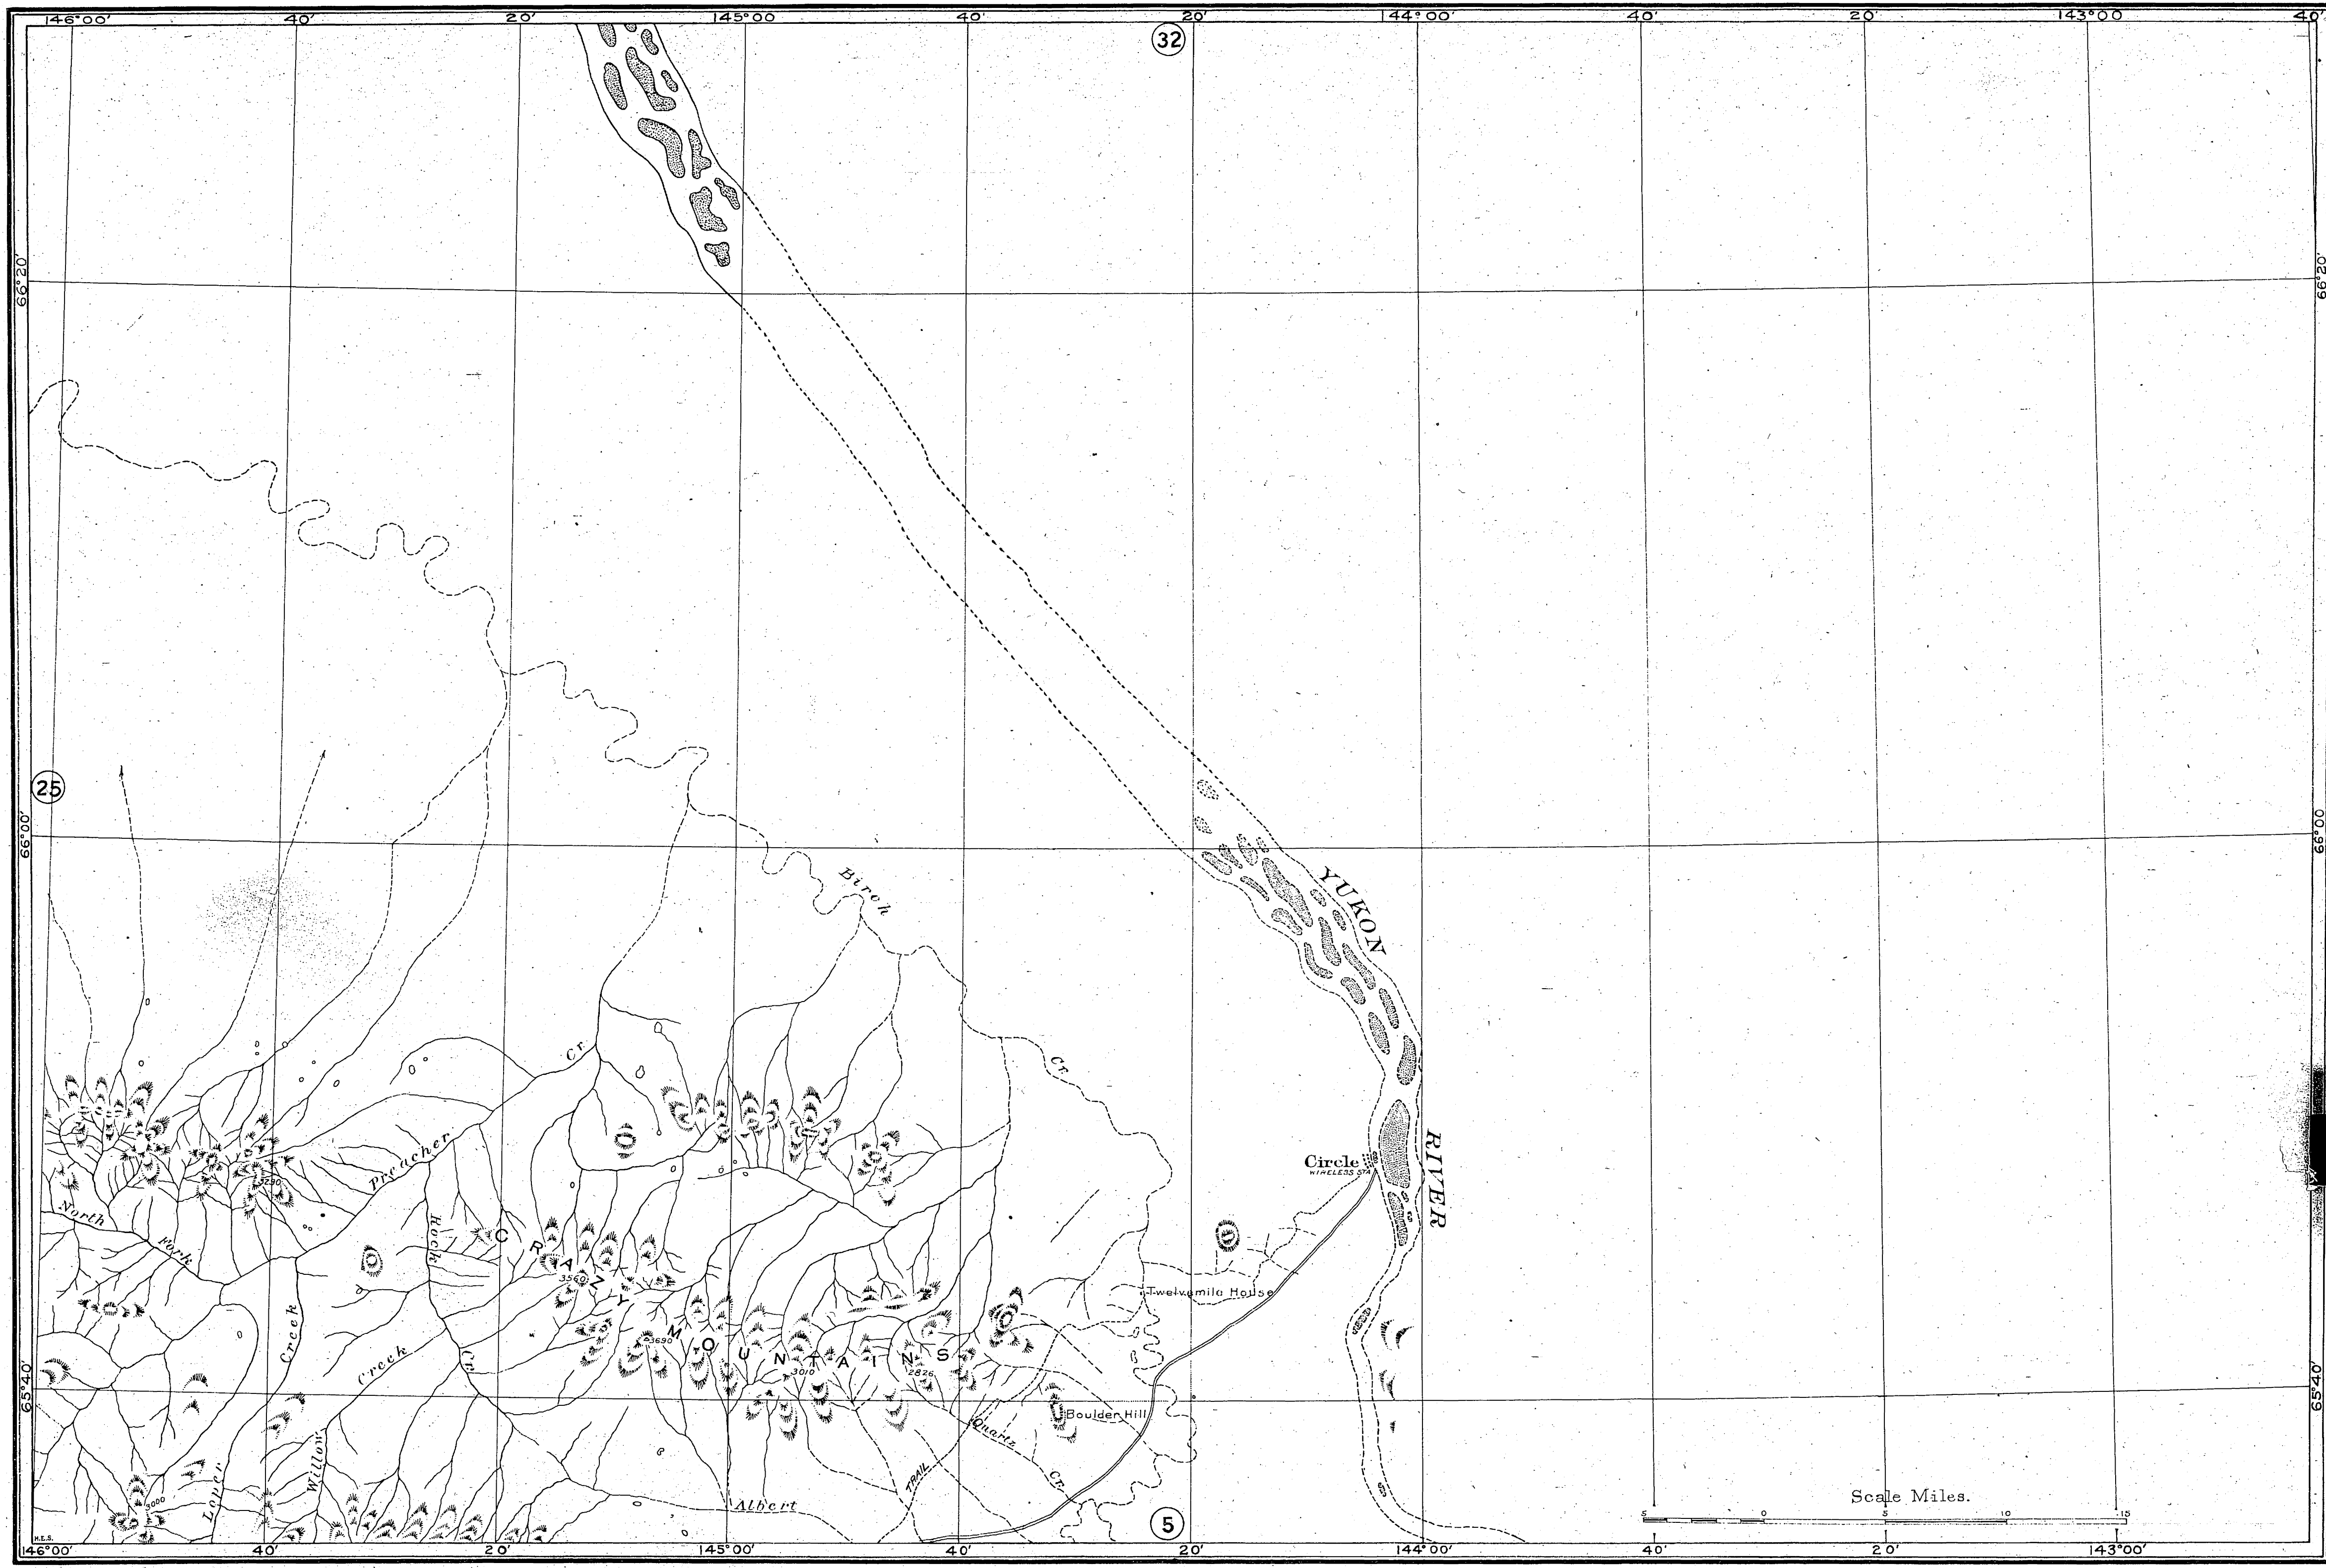 146°00' 40' 20' 145°00 40' 20' 144°00' 40' 20' 143°00 40'
32
66°20' 66°20'
25
66°00' 66°00
Birch
YUKON
Cr.
Cr.
Preacher
Circle
WIRELESS STA.
RIVER
3290
North
Fork
Rock
CRAZY
3560
Twelvemile House
Creek
Creek
Cr.
MOUNTAINS
3690
3010
2826
65°40' 65°40'
Boulder Hill
Quartz
Willow
Loper
TRAIL
Cr.
Scale Miles.
5000
Albert
5
5 0 5 10 15
H.E.S.
146°00' 40' 20' 145°00' 40' 20' 144°00' 40' 20' 143°00'